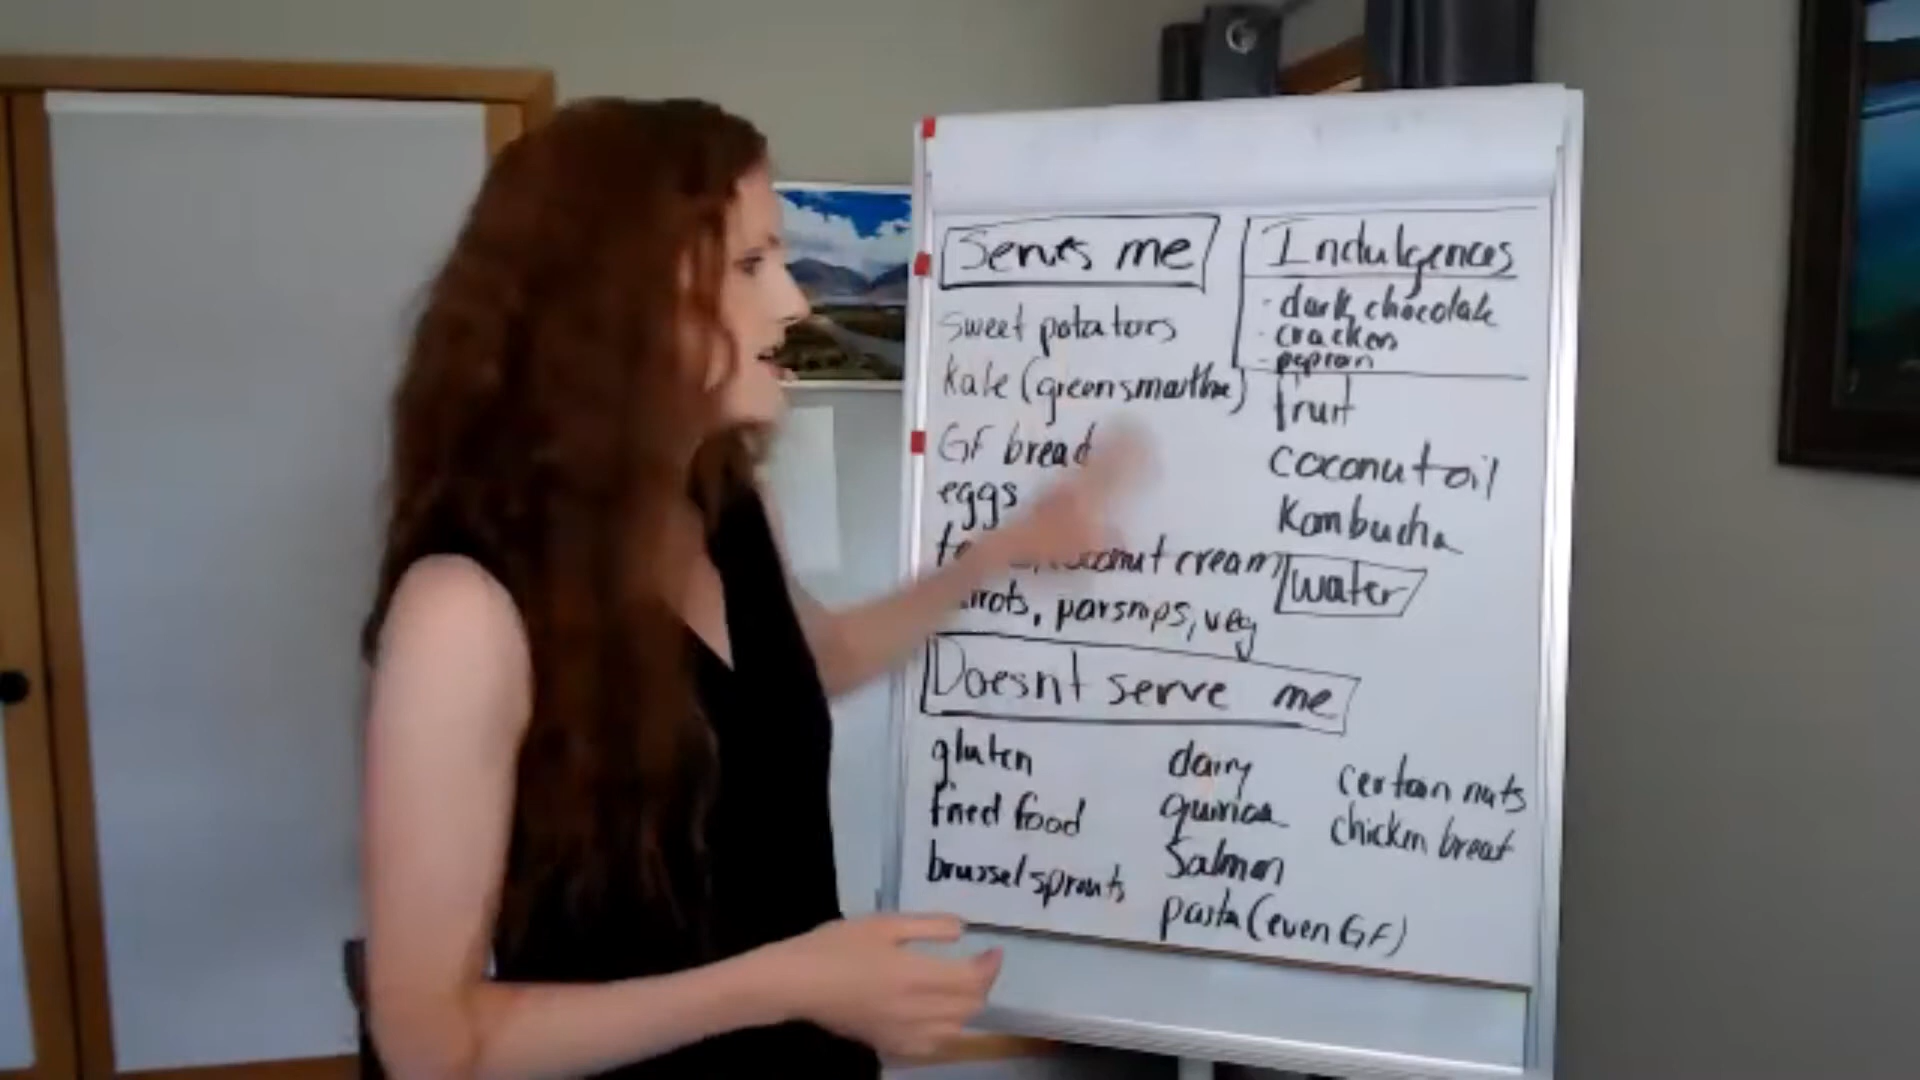 Serves me
sweet potatoes
kale (green smoothie)
GF bread
eggs
coconut cream
parsnips, veg
Indulgences
- dark chocolate
- crackers
- popcorn
fruit
coconut oil
Kombucha
water
Doesnt serve me
gluten
fried food
brussel sprouts
dairy
quinoa
Salmon
pasta (even GF)
certain nuts
chicken breast